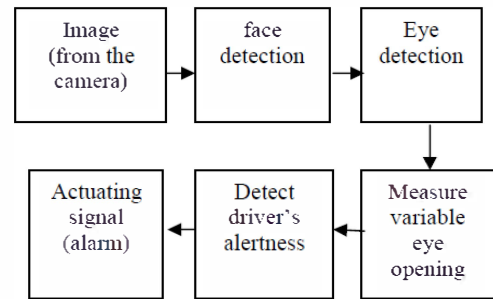 Image
(from the
camera)
face
detection
Eye
detection
Measure
variable
eye
opening
Detect
driver's
alertness
Actuating
signal
(alarm)